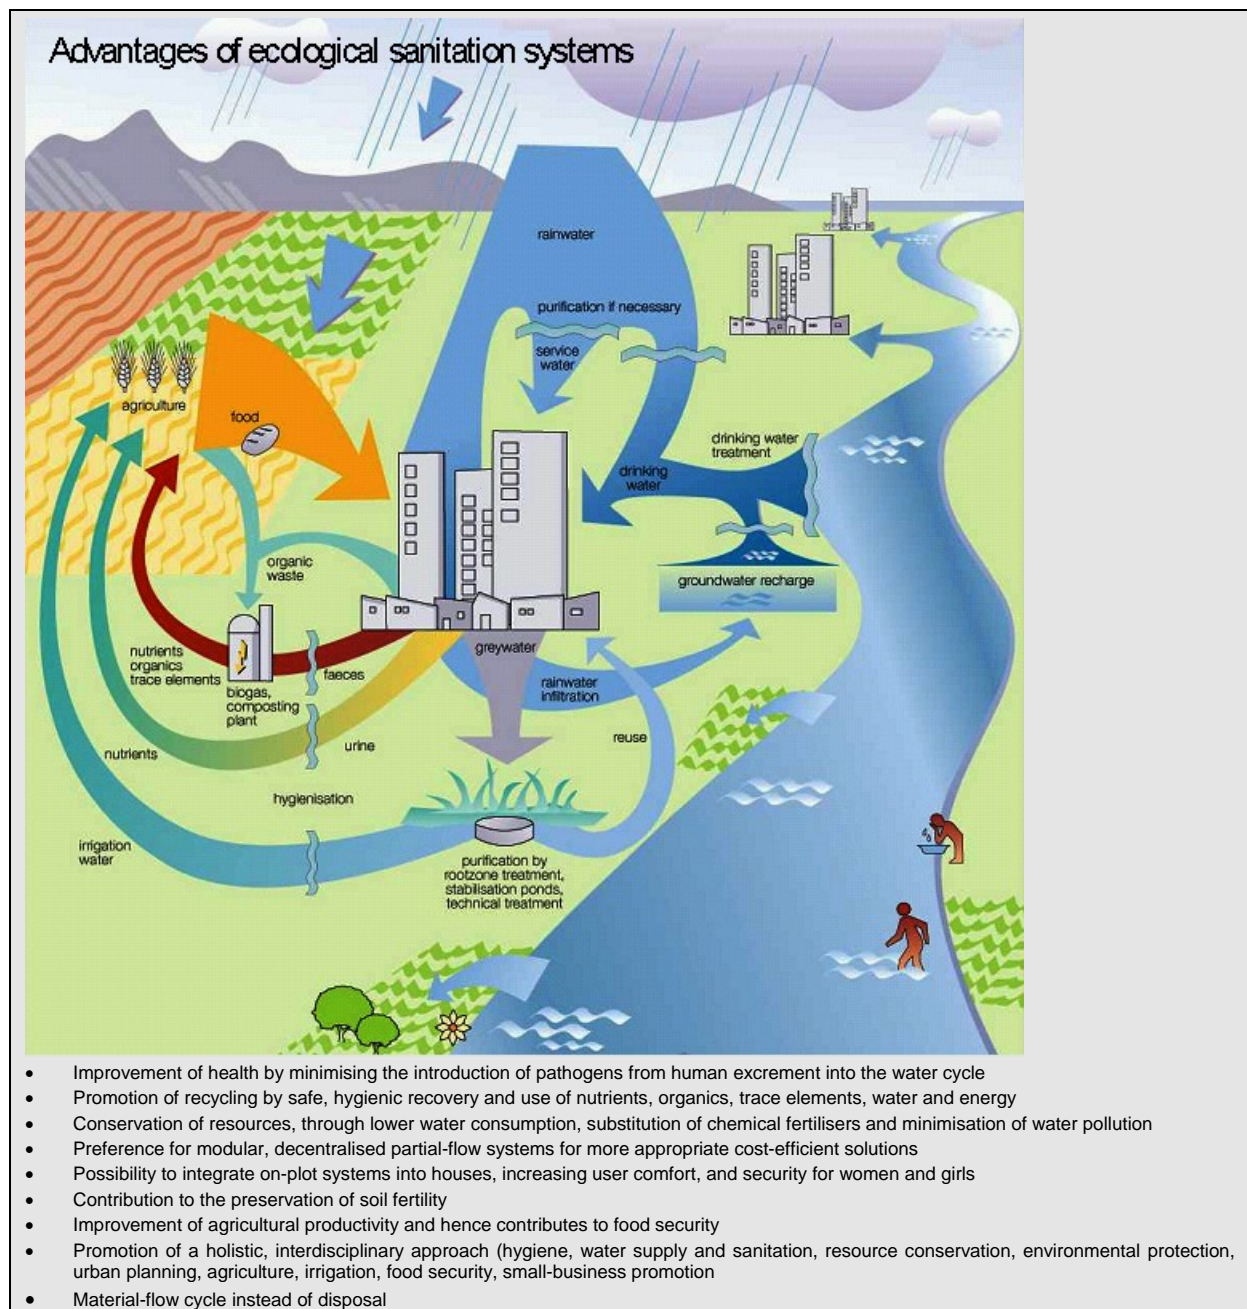 Advantages of ecological sanitation systems
rainwater
purification if necessary
service
water
agriculture
food
drinking water
treatment
drinking
water
organic
waste
groundwater recharge
greywater
nutrients
organics
trace elements
faeces
rainwater
infiltration
biogas,
composting
plant
reuse
urine
nutrients
hygienisation
irrigation
water
purification by
rootzone treatment,
stabilisation ponds,
technical treatment
• Improvement of health by minimising the introduction of pathogens from human excrement into the water cycle
• Promotion of recycling by safe, hygienic recovery and use of nutrients, organics, trace elements, water and energy
• Conservation of resources, through lower water consumption, substitution of chemical fertilisers and minimisation of water pollution
• Preference for modular, decentralised partial-flow systems for more appropriate cost-efficient solutions
• Possibility to integrate on-plot systems into houses, increasing user comfort, and security for women and girls
• Contribution to the preservation of soil fertility
• Improvement of agricultural productivity and hence contributes to food security
• Promotion of a holistic, interdisciplinary approach (hygiene, water supply and sanitation, resource conservation, environmental protection,
urban planning, agriculture, irrigation, food security, small-business promotion
• Material-flow cycle instead of disposal